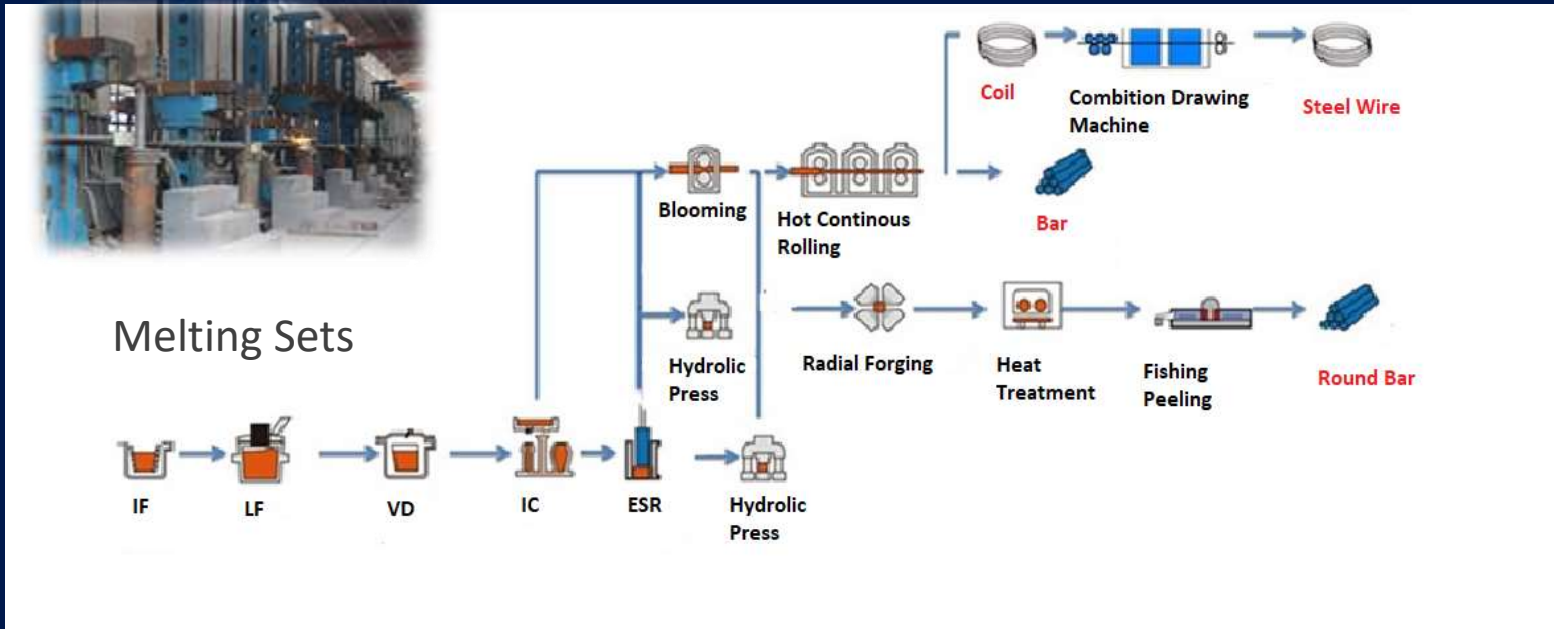 Coil
Combition Drawing
Machine
Steel Wire
Blooming
Hot Continous
Rolling
Bar
Melting Sets
Hydrolic
Press
Radial Forging
Heat
Treatment
Fishing
Peeling
Round Bar
IF
LF
VD
IC
ESR
Hydrolic
Press